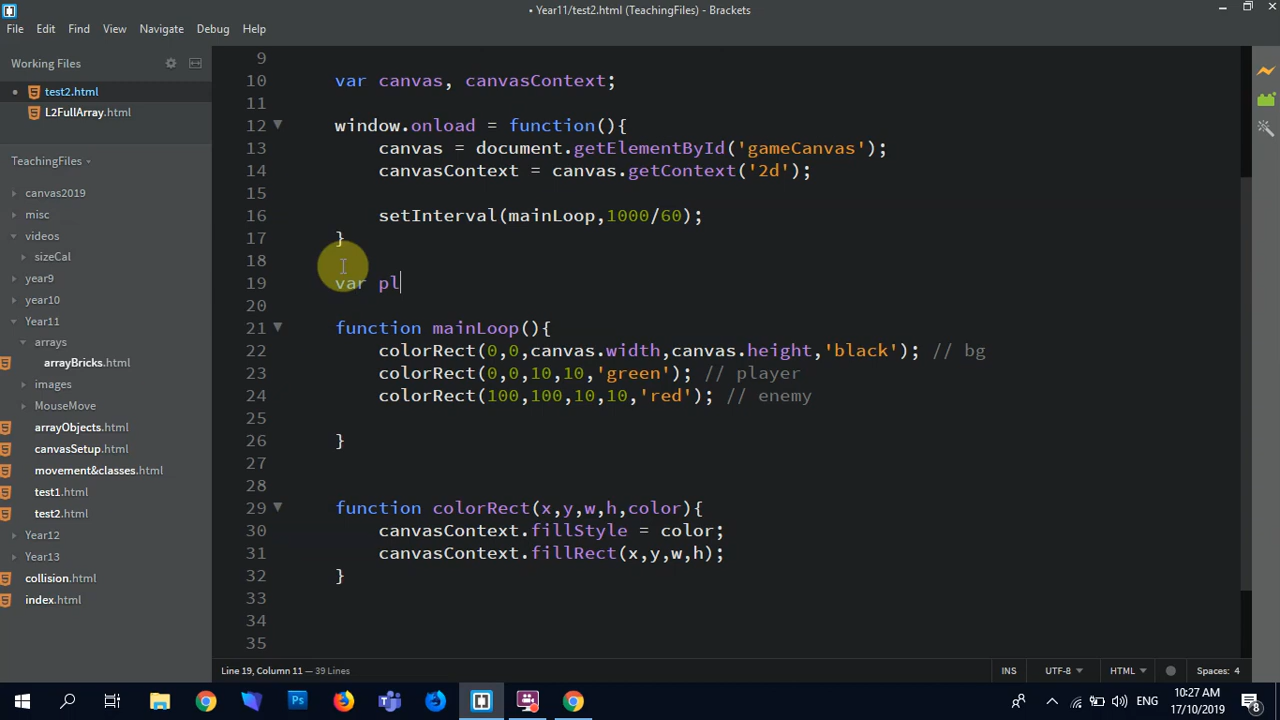 • Year11/test2.html (TeachingFiles) - Brackets
File Edit Find View Navigate Debug Help
Working Files
test2.html
L2FullArray.html
TeachingFiles
canvas2019
misc
videos
sizeCal
year9
year10
Year11
arrays
arrayBricks.html
images
MouseMove
arrayObjects.html
canvasSetup.html
movement&classes.html
test1.html
test2.html
Year12
Year13
collision.html
index.html
9
10 var canvas, canvasContext;
11
12 window.onload = function(){
13 canvas = document.getElementById('gameCanvas');
14 canvasContext = canvas.getContext('2d');
15
16 setInterval(mainLoop,1000/60);
17 }
18
19 var pl
20
21 function mainLoop(){
22 colorRect(0,0,canvas.width,canvas.height,'black'); // bg
23 colorRect(0,0,10,10,'green'); // player
24 colorRect(100,100,10,10,'red'); // enemy
25
26 }
27
28
29 function colorRect(x,y,w,h,color){
30 canvasContext.fillStyle = color;
31 canvasContext.fillRect(x,y,w,h);
32 }
33
34
35
Line 19, Column 11 — 39 Lines
INS UTF-8 HTML Spaces: 4
Ps
ENG
10:27 AM
17/10/2019
8